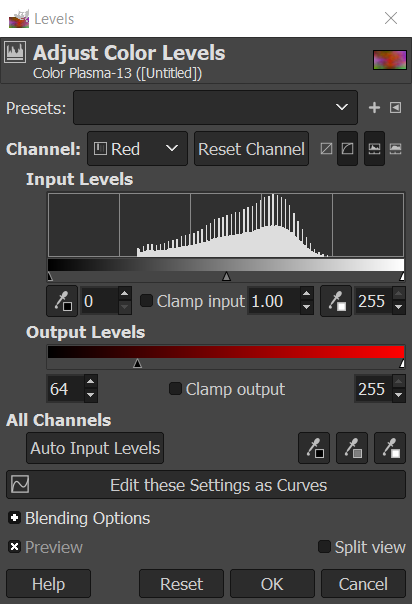 Levels
Adjust Color Levels
Color Plasma-13 ([Untitled])
Presets:
Channel: Red Reset Channel
Input Levels
0 Clamp input 1.00 255
Output Levels
64 Clamp output 255
All Channels
Auto Input Levels
Edit these Settings as Curves
Blending Options
Preview Split view
Help Reset OK Cancel